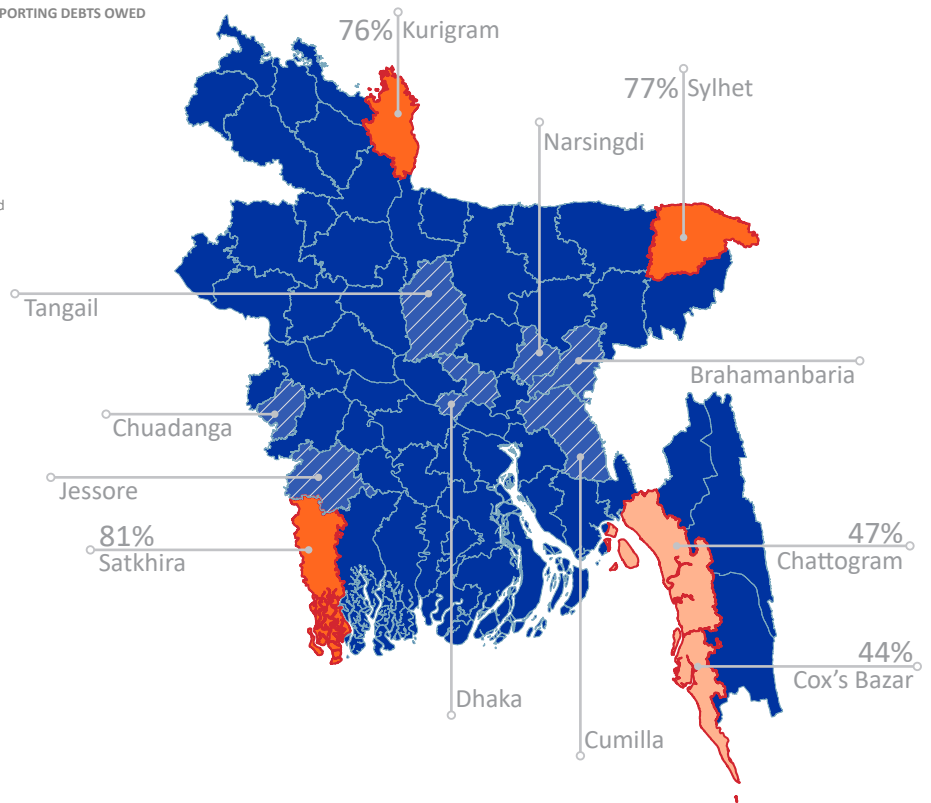 PORTING DEBTS OWED
76% Kurigram
77% Sylhet
Narsingdi
d
Tangail
Brahamanbaria
Chuadanga
Jessore
81%
Satkhira
47%
Chattogram
44%
Cox's Bazar
Dhaka
Cumilla